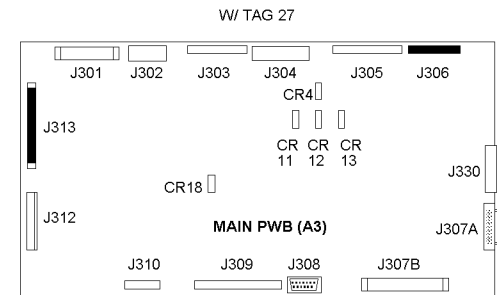 W/ TAG 27
J301 J302 J303 J304 J305 J306
CR4
J313
CR CR CR
11 12 13
J330
CR18
J312
MAIN PWB (A3)
J307A
J310 J309 J308 J307B